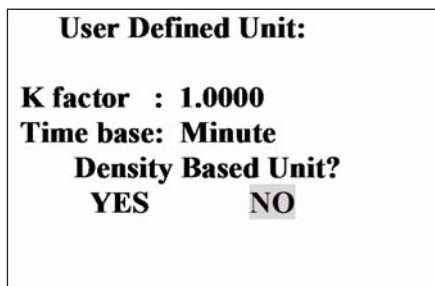 User Defined Unit:
K factor : 1.0000
Time base: Minute
Density Based Unit?
YES NO